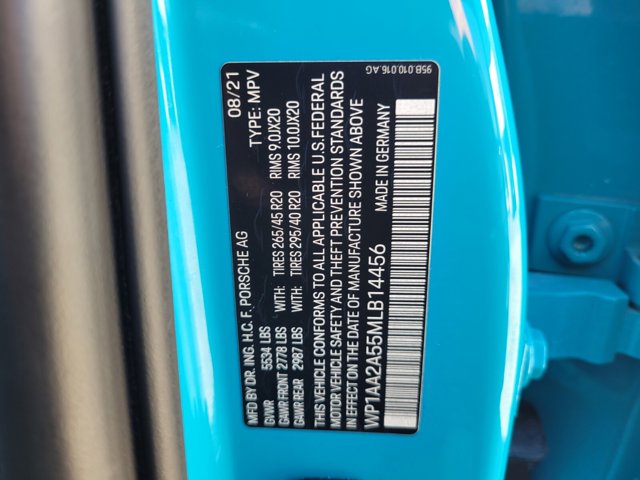 MFD BY DR. ING. H.C. F. PORSCHE AG 08/21
GVWR 5534 LBS TYPE: MPV
GAWR FRONT 2778 LBS WITH: TIRES 265/45 R20 RIMS 9.0JX20
GAWR REAR 2987 LBS WITH: TIRES 295/40 R20 RIMS 10.0JX20
THIS VEHICLE CONFORMS TO ALL APPLICABLE U.S.FEDERAL
MOTOR VEHICLE SAFETY AND THEFT PREVENTION STANDARDS
IN EFFECT ON THE DATE OF MANUFACTURE SHOWN ABOVE
WP1AA2A55MLB14456 MADE IN GERMANY
95B.010.016.AG